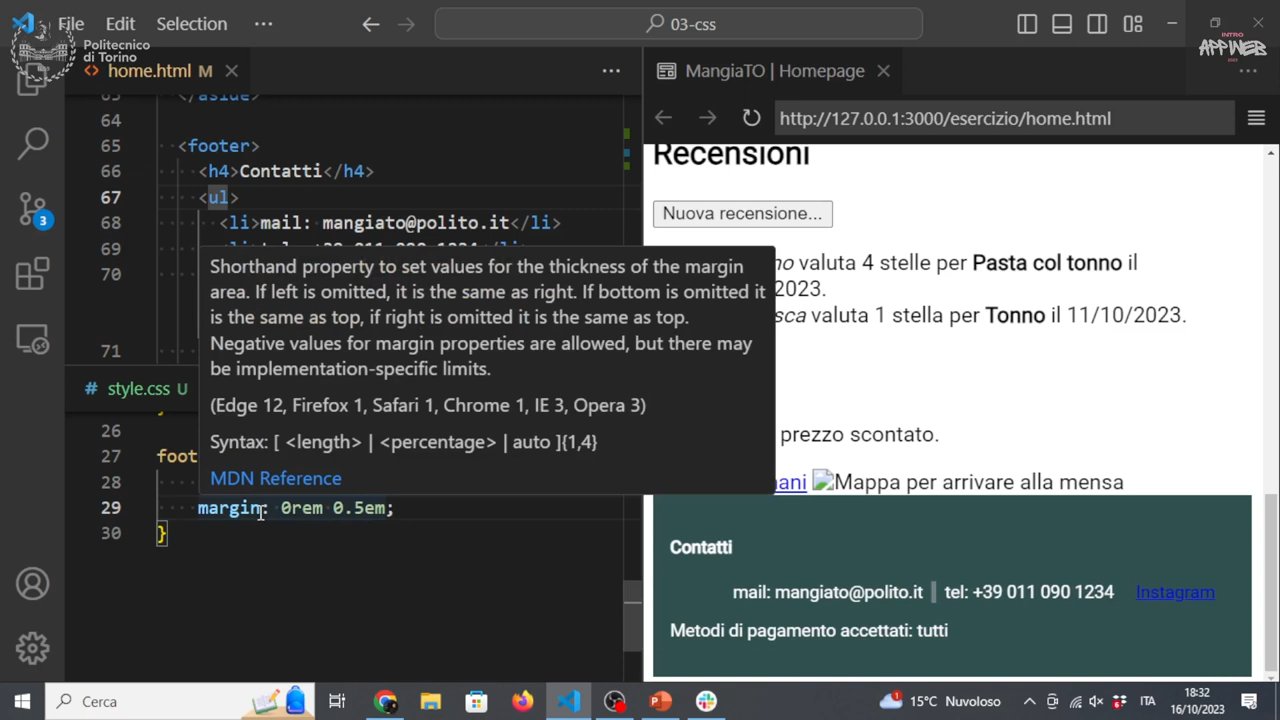 File Edit Selection ··· 03-css
Politecnico
di Torino
INTRO
APPIWEB
home.html M
MangiaTO | Homepage
http://127.0.0.1:3000/esercizio/home.html
</aside>
64
65 <footer>
66 <h4>Contatti</h4>
67 <ul>
68 <li>mail: mangiato@polito.it</li>
69
70
71
Shorthand property to set values for the thickness of the margin
area. If left is omitted, it is the same as right. If bottom is omitted it
is the same as top, if right is omitted it is the same as top.
Negative values for margin properties are allowed, but there may
be implementation-specific limits.
(Edge 12, Firefox 1, Safari 1, Chrome 1, IE 3, Opera 3)
Syntax: [ <length> | <percentage> | auto ]{1,4}
MDN Reference
# style.css U
26
27 foot
28
29 margin: 0rem 0.5em;
30 }
3
Recensioni
Nuova recensione...
no valuta 4 stelle per Pasta col tonno il
2023.
sca valuta 1 stella per Tonno il 11/10/2023.
prezzo scontato.
ani Mappa per arrivare alla mensa
Contatti
mail: mangiato@polito.it tel: +39 011 090 1234 Instagram
Metodi di pagamento accettati: tutti
Cerca
1
15°C Nuvoloso
ITA
18:32
16/10/2023